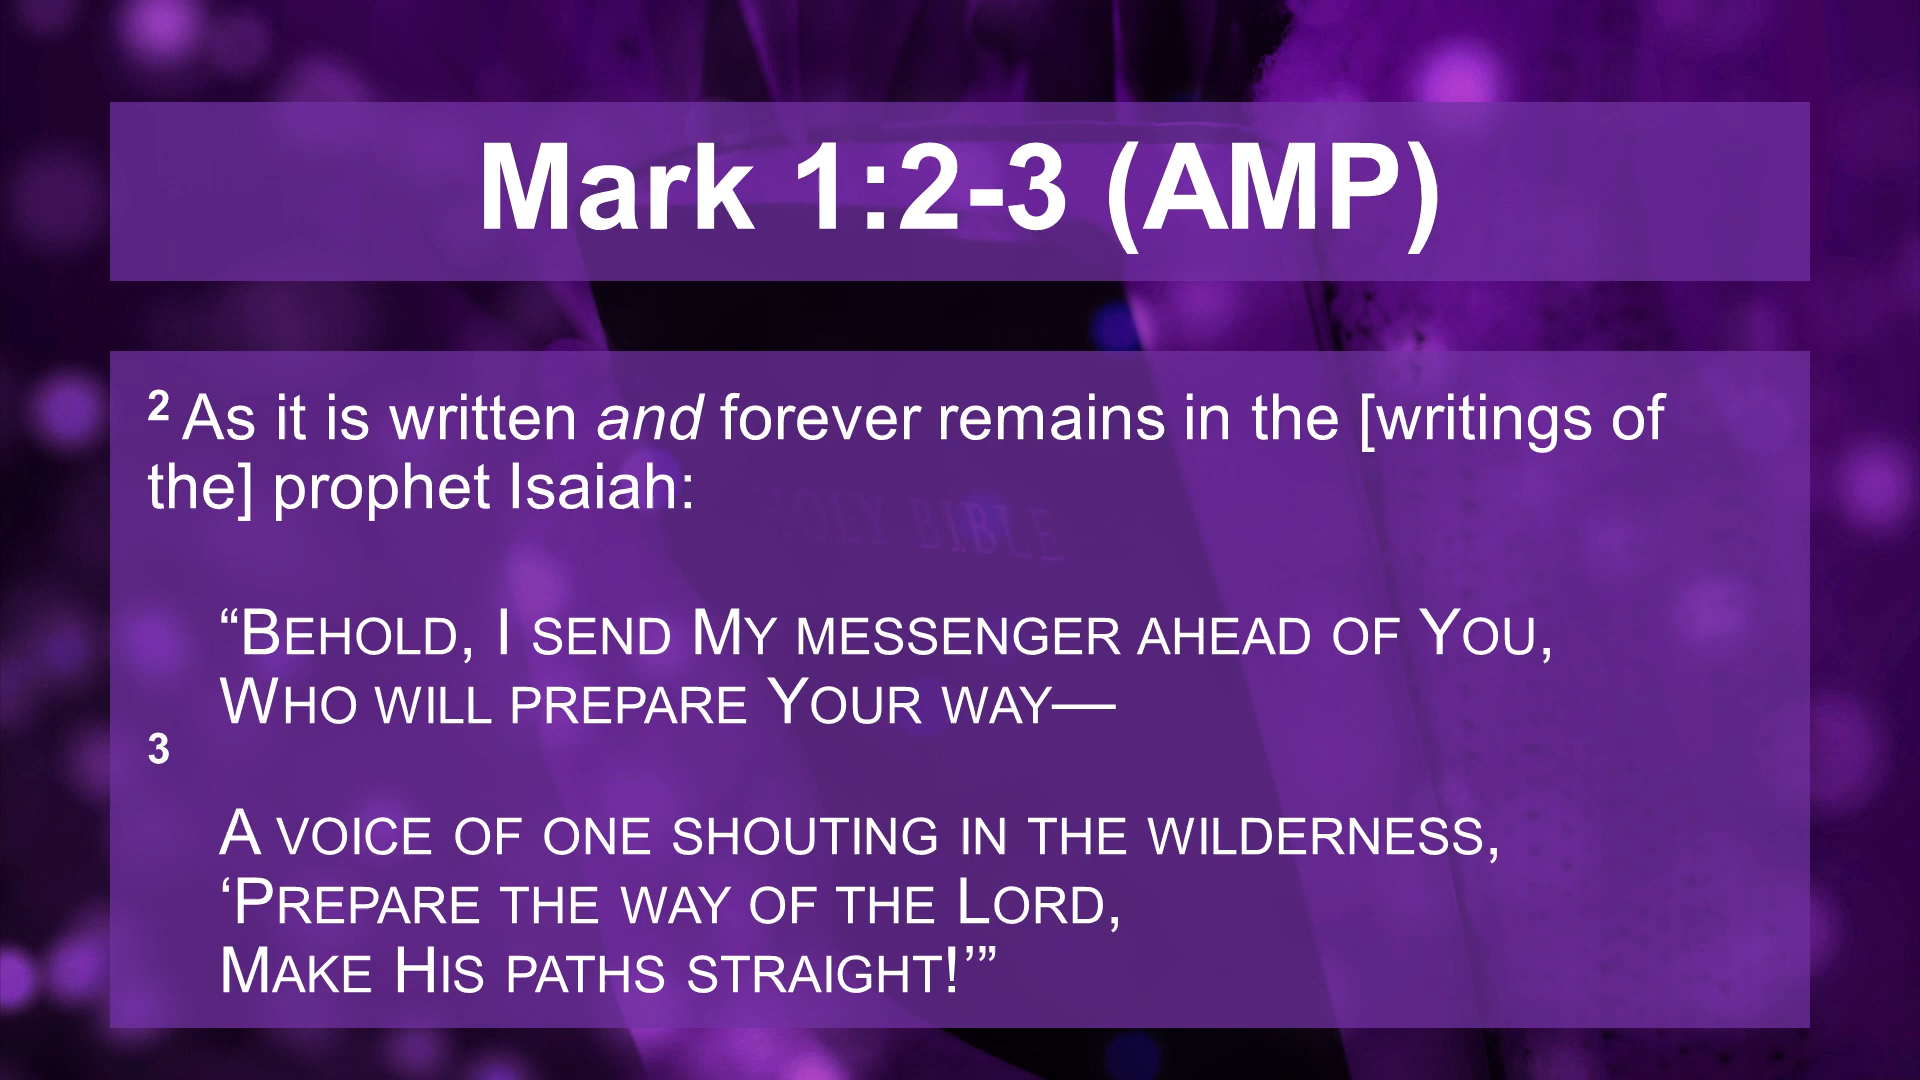 Mark 1:2-3 (AMP)
2 As it is written and forever remains in the [writings of
the] prophet Isaiah:
HOLY BIBLE
“BEHOLD, I SEND MY MESSENGER AHEAD OF YOU,
WHO WILL PREPARE YOUR WAY—
3
A VOICE OF ONE SHOUTING IN THE WILDERNESS,
‘PREPARE THE WAY OF THE LORD,
MAKE HIS PATHS STRAIGHT!’”